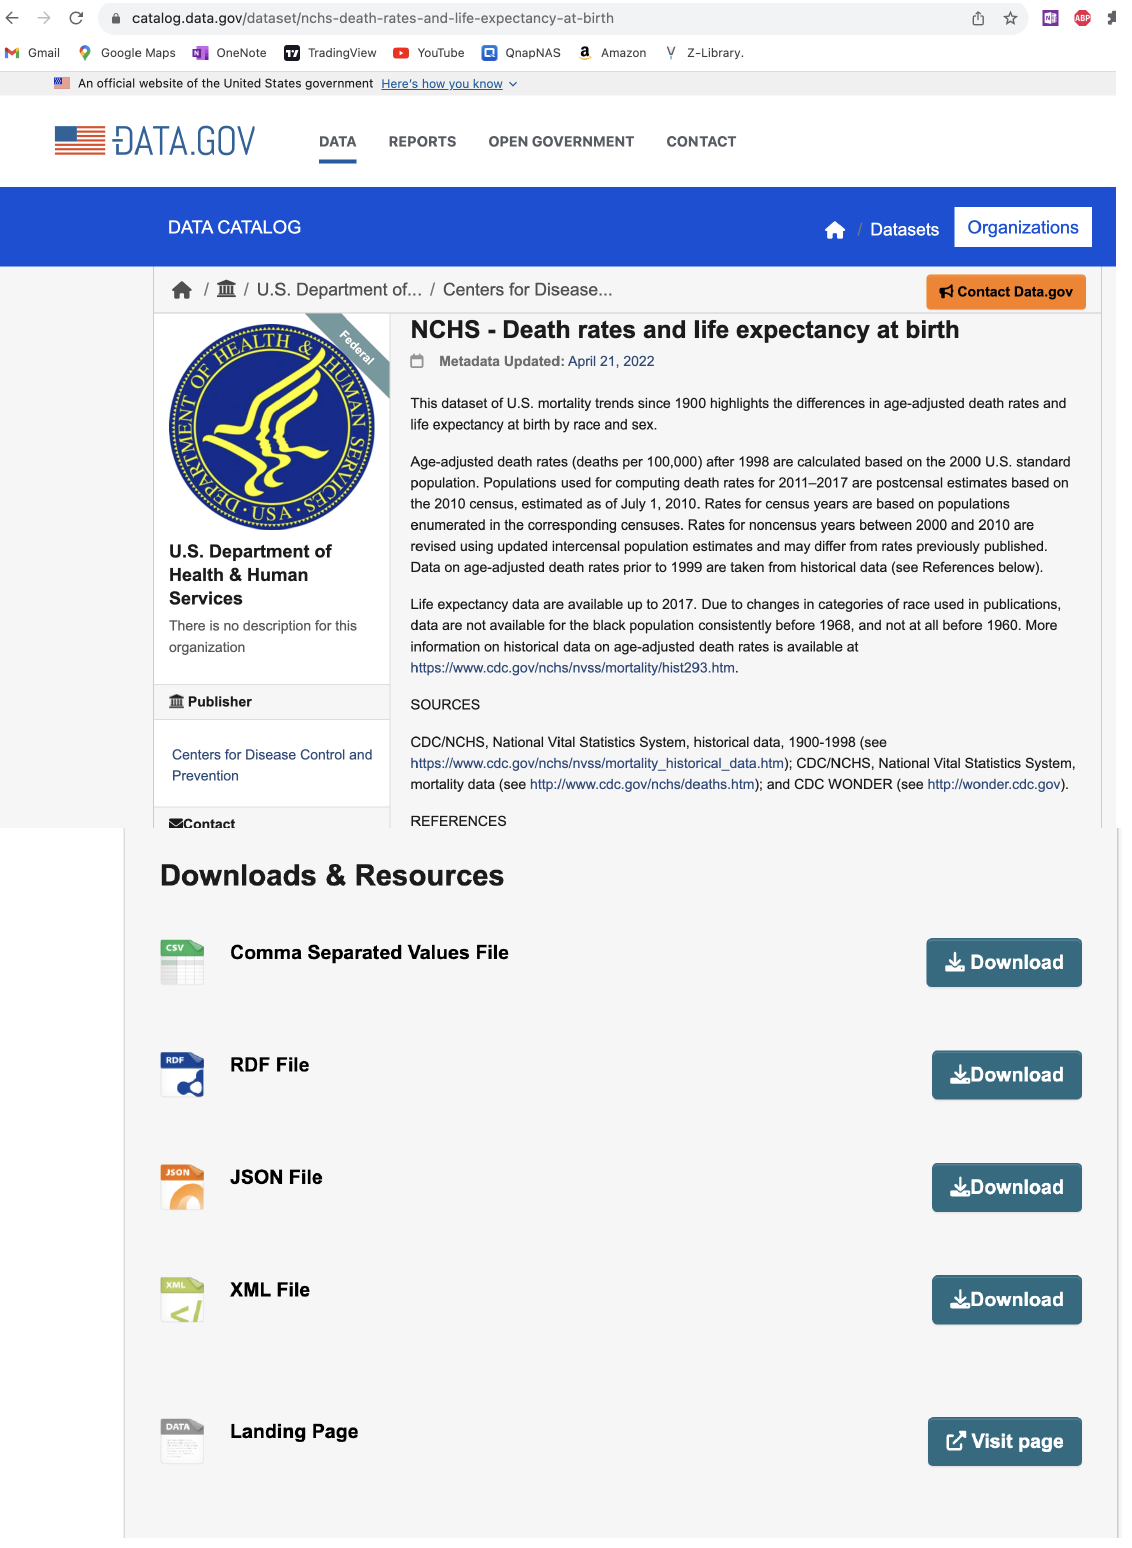 catalog.data.gov/dataset/nchs-death-rates-and-life-expectancy-at-birth
ABP
Gmail Google Maps OneNote TradingView YouTube QnapNAS Amazon Z-Library.
An official website of the United States government Here's how you know
DATA.GOV DATA REPORTS OPEN GOVERNMENT CONTACT
DATA CATALOG / Datasets Organizations
/ / U.S. Department of... / Centers for Disease... Contact Data.gov
Federal
DEPARTMENT OF HEALTH & HUMAN SERVICES · USA
U.S. Department of
Health & Human
Services
There is no description for this
organization
Publisher
Centers for Disease Control and
Prevention
Contact
NCHS - Death rates and life expectancy at birth
Metadata Updated: April 21, 2022
This dataset of U.S. mortality trends since 1900 highlights the differences in age-adjusted death rates and
life expectancy at birth by race and sex.
Age-adjusted death rates (deaths per 100,000) after 1998 are calculated based on the 2000 U.S. standard
population. Populations used for computing death rates for 2011–2017 are postcensal estimates based on
the 2010 census, estimated as of July 1, 2010. Rates for census years are based on populations
enumerated in the corresponding censuses. Rates for noncensus years between 2000 and 2010 are
revised using updated intercensal population estimates and may differ from rates previously published.
Data on age-adjusted death rates prior to 1999 are taken from historical data (see References below).
Life expectancy data are available up to 2017. Due to changes in categories of race used in publications,
data are not available for the black population consistently before 1968, and not at all before 1960. More
information on historical data on age-adjusted death rates is available at
https://www.cdc.gov/nchs/nvss/mortality/hist293.htm.
SOURCES
CDC/NCHS, National Vital Statistics System, historical data, 1900-1998 (see
https://www.cdc.gov/nchs/nvss/mortality_historical_data.htm); CDC/NCHS, National Vital Statistics System,
mortality data (see http://www.cdc.gov/nchs/deaths.htm); and CDC WONDER (see http://wonder.cdc.gov).
REFERENCES
Downloads & Resources
CSV Comma Separated Values File Download
RDF RDF File Download
JSON JSON File Download
XML XML File Download
DATA Landing Page Visit page